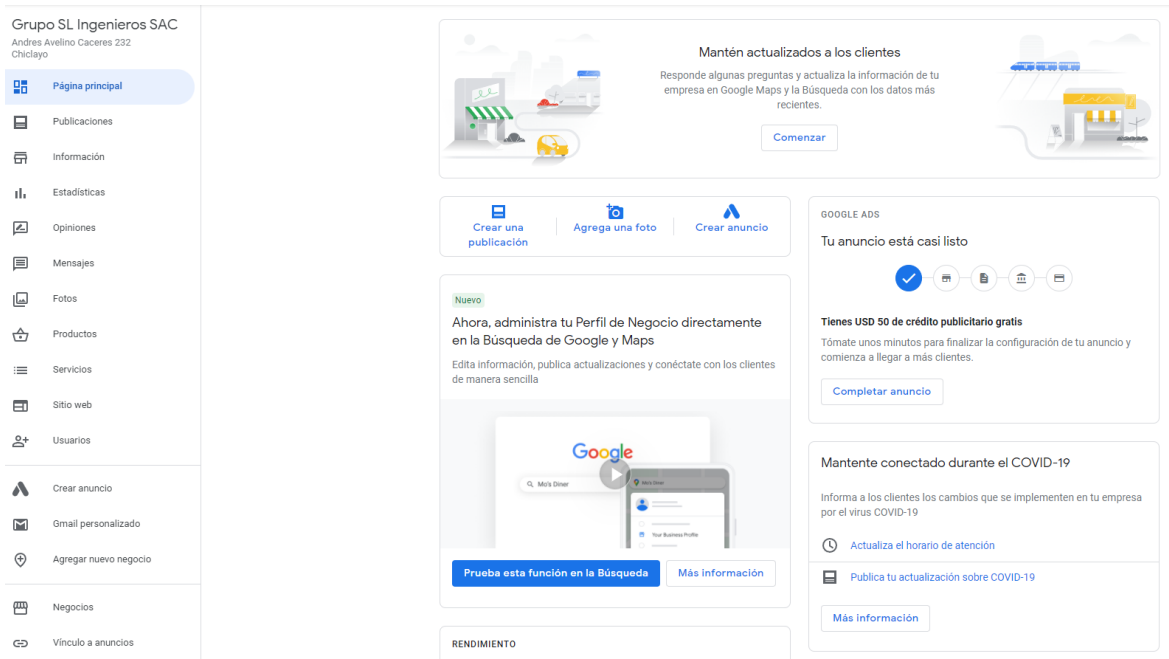 Grupo SL Ingenieros SAC
Andres Avelino Caceres 232
Chiclayo
Página principal
Publicaciones
Información
Estadísticas
Opiniones
Mensajes
Fotos
Productos
Servicios
Sitio web
Usuarios
Crear anuncio
Gmail personalizado
Agregar nuevo negocio
Negocios
Vínculo a anuncios
Mantén actualizados a los clientes
Responde algunas preguntas y actualiza la información de tu
empresa en Google Maps y la Búsqueda con los datos más
recientes.
Comenzar
Crear una
publicación
Agrega una foto
Crear anuncio
Nuevo
Ahora, administra tu Perfil de Negocio directamente
en la Búsqueda de Google y Maps
Edita información, publica actualizaciones y conéctate con los clientes
de manera sencilla
Google
Mo's Diner
Mo's Diner
Your Business Profile
Prueba esta función en la Búsqueda
Más información
RENDIMIENTO
GOOGLE ADS
Tu anuncio está casi listo
Tienes USD 50 de crédito publicitario gratis
Tómate unos minutos para finalizar la configuración de tu anuncio y
comienza a llegar a más clientes.
Completar anuncio
Mantente conectado durante el COVID-19
Informa a los clientes los cambios que se implementen en tu empresa
por el virus COVID-19
Actualiza el horario de atención
Publica tu actualización sobre COVID-19
Más información